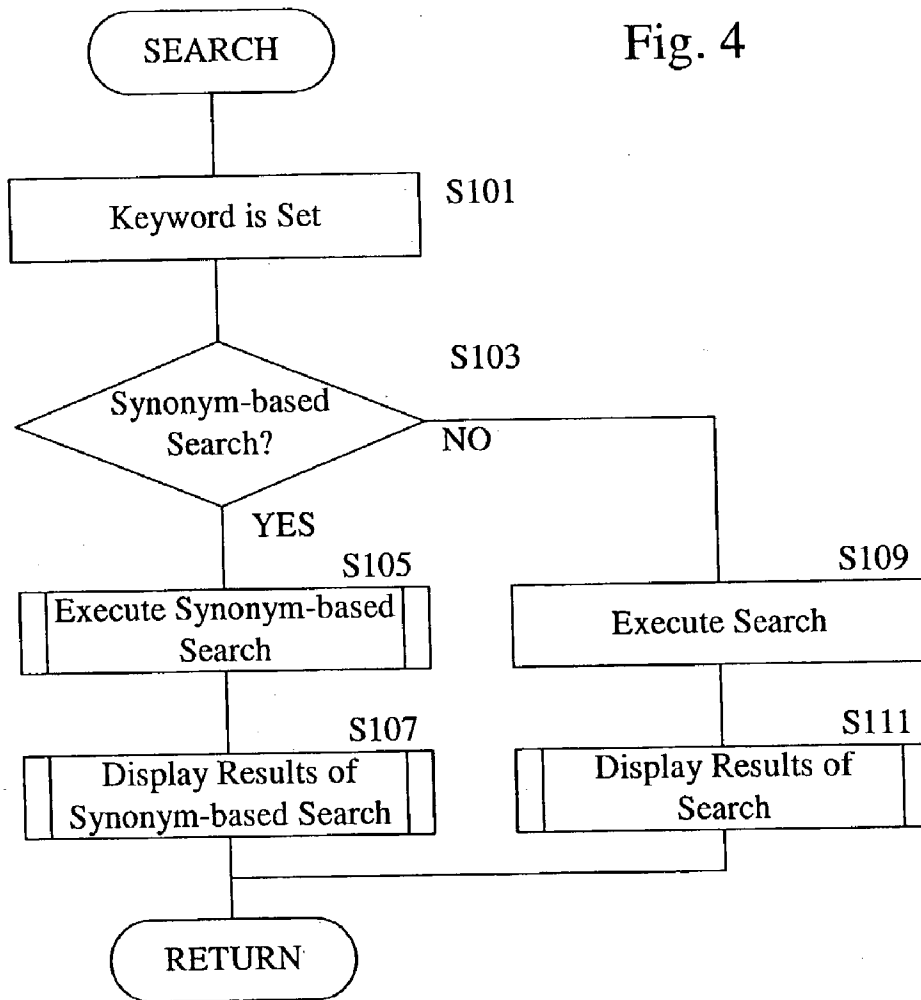 Fig. 4
SEARCH
Keyword is Set
S101
S103
Synonym-based
Search?
NO
YES
S105
Execute Synonym-based
Search
S109
Execute Search
S107
Display Results of
Synonym-based Search
S111
Display Results of
Search
RETURN